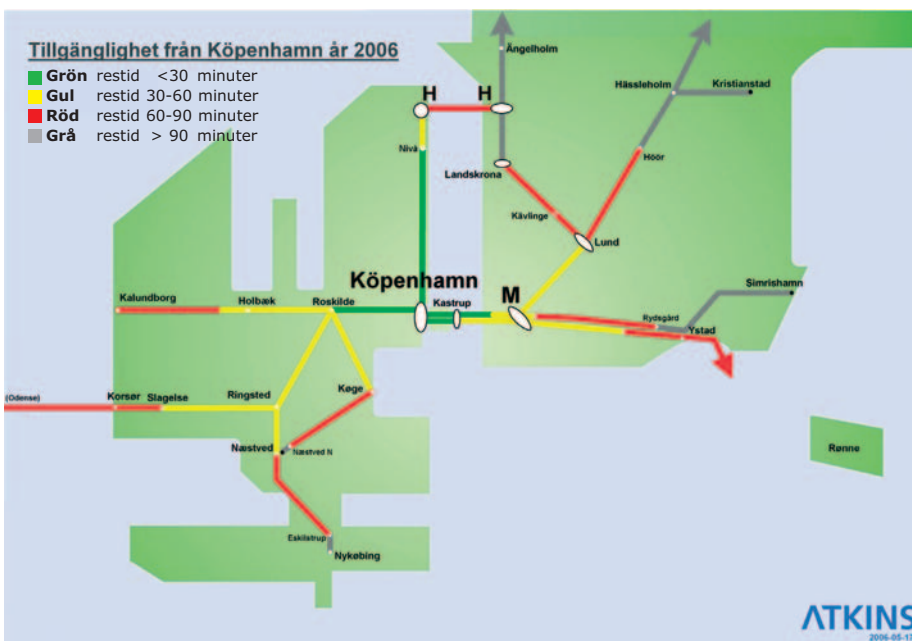 Tillgänglighet från Köpenhamn år 2006
Grön restid <30 minuter
Gul restid 30-60 minuter
Röd restid 60-90 minuter
Grå restid > 90 minuter
Ängelholm
Hässleholm
Kristianstad
H H
Nivå
Höör
Landskrona
Kävlinge
Lund
Köpenhamn
Kastrup
M
Simrishamn
Kalundborg
Holbæk
Roskilde
Rydsgård
Ystad
(Odense)
Korsør
Slagelse
Ringsted
Køge
Næstved
Næstved N
Rønne
Eskilstrup
Nykøbing
ATKINS